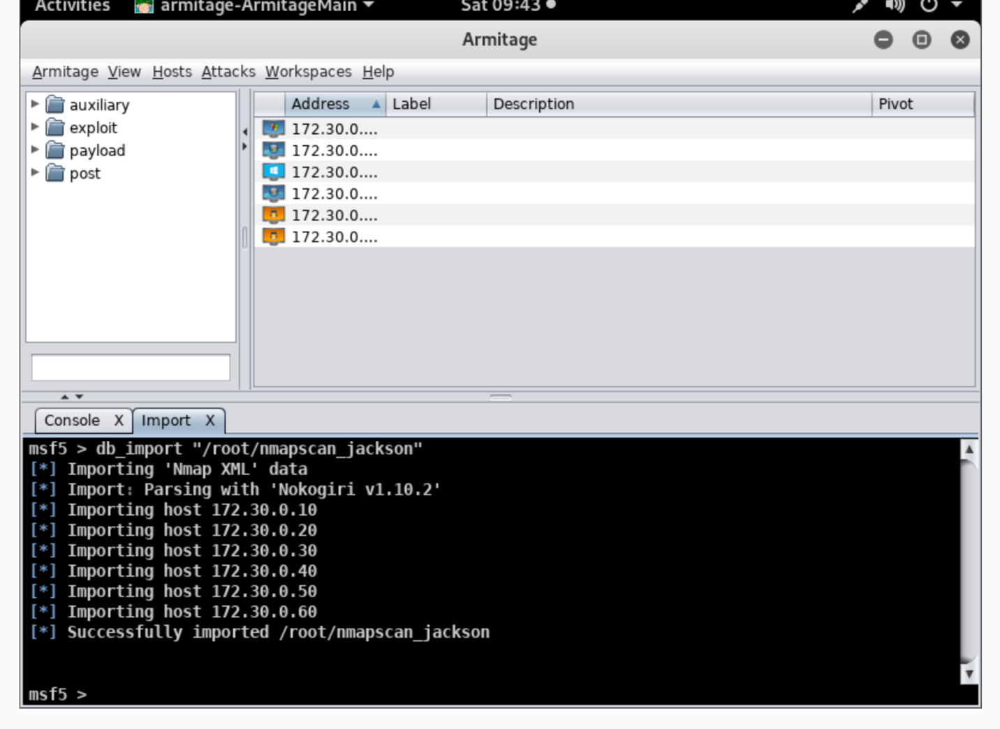 Activities armitage-ArmitageMain Sat 09:43
Armitage
Armitage View Hosts Attacks Workspaces Help
auxiliary
exploit
payload
post
Address Label Description Pivot
172.30.0....
172.30.0....
172.30.0....
172.30.0....
172.30.0....
172.30.0....
Console X Import X
msf5 > db_import "/root/nmapscan_jackson"
[*] Importing 'Nmap XML' data
[*] Import: Parsing with 'Nokogiri v1.10.2'
[*] Importing host 172.30.0.10
[*] Importing host 172.30.0.20
[*] Importing host 172.30.0.30
[*] Importing host 172.30.0.40
[*] Importing host 172.30.0.50
[*] Importing host 172.30.0.60
[*] Successfully imported /root/nmapscan_jackson
msf5 >